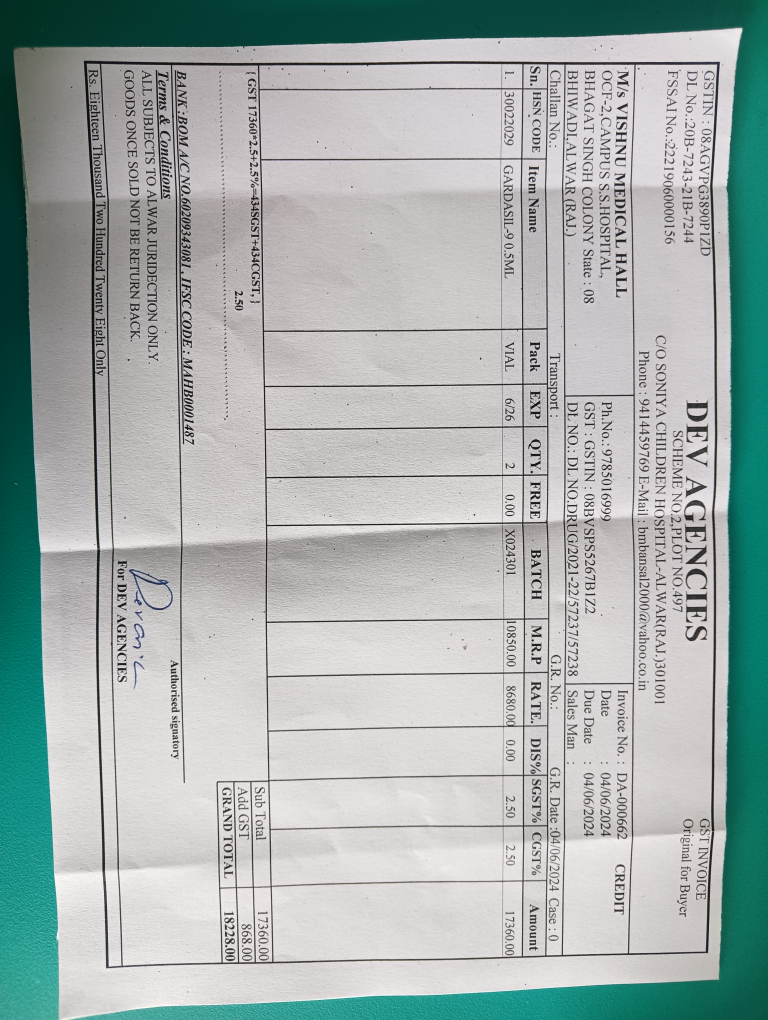 GSTIN : 08AGVPG3890P1ZD
DL No.:20B-7243-21B-7244
FSSAI No.:22219060000156
GST INVOICE
Original for Buyer
DEV AGENCIES
SCHEME NO.2,PLOT NO.497
C/O SONIYA CHILDREN HOSPITAL-ALWAR(RAJ.)301001
Phone : 9414459769 E-Mail : bmbansal2000@yahoo.co.in
M/s VISHNU MEDICAL HALL
OCF-2,CAMPUS S.S.HOSPITAL,
BHAGAT SINGH COLONY State : 08
BHIWADI,ALWAR (RAJ.)
Ph.No.: 9785016999
GST : GSTIN : 08BVSPS5267B1Z2
DL NO.: DL NO.DRUG/2021-22/57237/57238
Invoice No. : DA-000662 CREDIT
Date : 04/06/2024
Due Date : 04/06/2024
Sales Man :
Challan No.: Transport : G.R. No.: G.R. Date :04/06/2024 Case : 0
Sn. HSN CODE Item Name Pack EXP QTY. FREE BATCH M.R.P RATE. DIS% SGST% CGST% Amount
1. 30022029 GARDASIL-9 0.5ML VIAL 6/26 2 0.00 X024301 10850.00 8680.00 0.00 2.50 2.50 17360.00
{ GST 17360*2.5+2.5%=434SGST+434CGST, }
2.50
Sub Total 17360.00
Add GST 868.00
GRAND TOTAL 18228.00
BANK :BOM A/C NO.60209343081 , IFSC CODE : MAHB0001487
Terms & Conditions
ALL SUBJECTS TO ALWAR JURIDECTION ONLY.
GOODS ONCE SOLD NOT BE RETURN BACK.
Authorised signatory
For DEV AGENCIES
Rs. Eighteen Thousand Two Hundred Twenty Eight Only